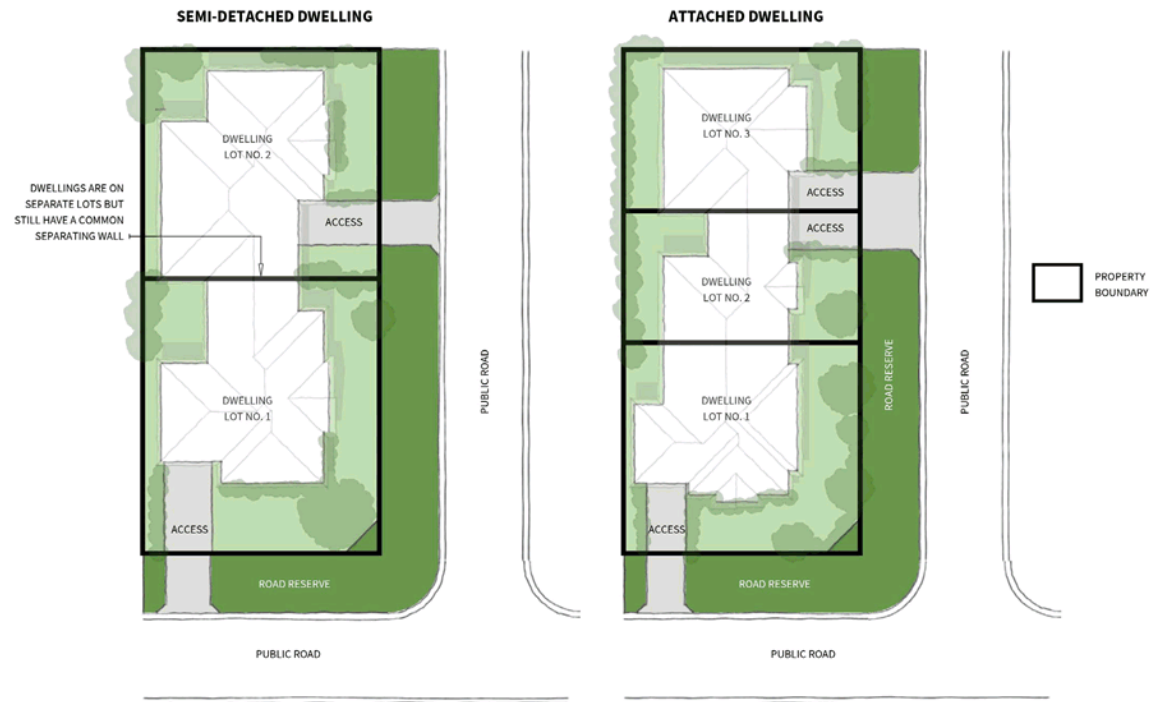 SEMI-DETACHED DWELLING
DWELLING
LOT NO. 2
DWELLINGS ARE ON
SEPARATE LOTS BUT
STILL HAVE A COMMON
SEPARATING WALL
ACCESS
DWELLING
LOT NO. 1
ACCESS
ROAD RESERVE
PUBLIC ROAD
PUBLIC ROAD
ATTACHED DWELLING
DWELLING
LOT NO. 3
ACCESS
ACCESS
DWELLING
LOT NO. 2
DWELLING
LOT NO. 1
ACCESS
ROAD RESERVE
ROAD RESERVE
PUBLIC ROAD
PUBLIC ROAD
PROPERTY
BOUNDARY